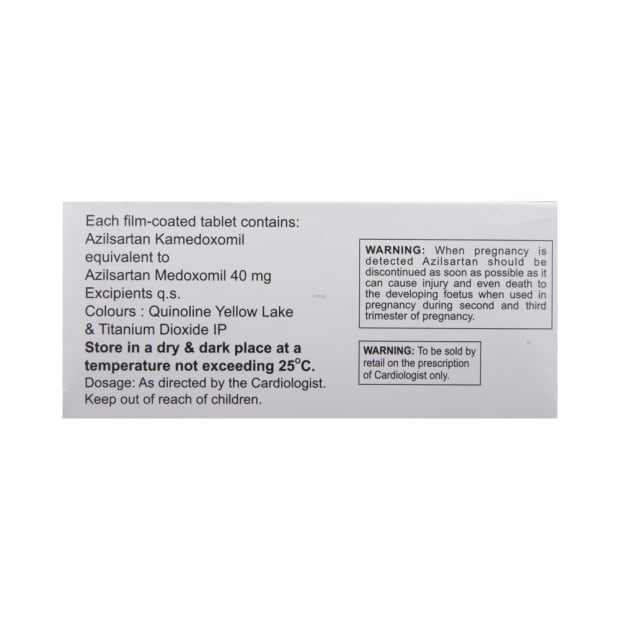 Each film-coated tablet contains:
Azilsartan Kamedoxomil
equivalent to
Azilsartan Medoxomil 40 mg
Excipients q.s.
Colours : Quinoline Yellow Lake
& Titanium Dioxide IP
Store in a dry & dark place at a
temperature not exceeding 25°C.
Dosage: As directed by the Cardiologist.
Keep out of reach of children.
WARNING: When pregnancy is
detected Azilsartan should be
discontinued as soon as possible as it
can cause injury and even death to
the developing foetus when used in
pregnancy during second and third
trimester of pregnancy.
WARNING: To be sold by
retail on the prescription
of Cardiologist only.